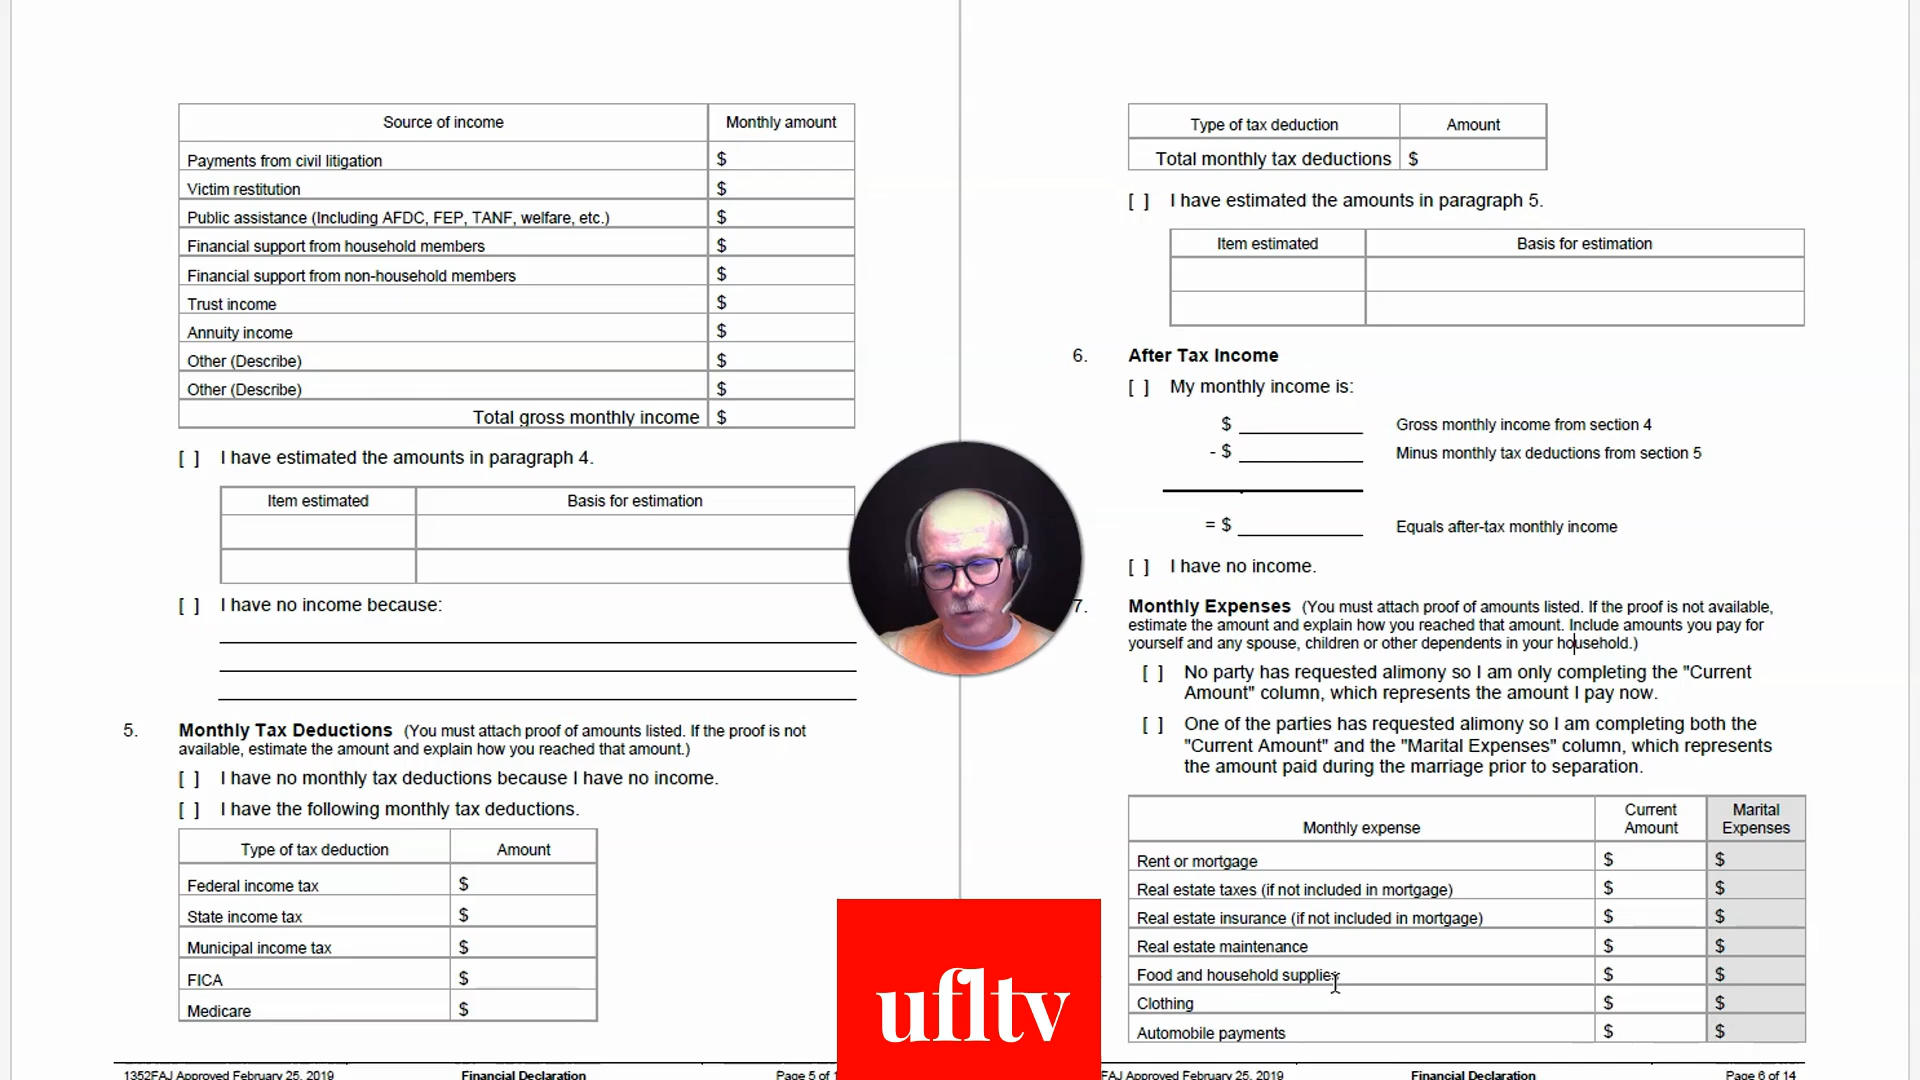 Source of income Monthly amount
Payments from civil litigation $
Victim restitution $
Public assistance (Including AFDC, FEP, TANF, welfare, etc.) $
Financial support from household members $
Financial support from non-household members $
Trust income $
Annuity income $
Other (Describe) $
Other (Describe) $
Total gross monthly income $
[ ] I have estimated the amounts in paragraph 4.
Item estimated Basis for estimation
[ ] I have no income because:
5. Monthly Tax Deductions (You must attach proof of amounts listed. If the proof is not
available, estimate the amount and explain how you reached that amount.)
[ ] I have no monthly tax deductions because I have no income.
[ ] I have the following monthly tax deductions.
Type of tax deduction Amount
Federal income tax $
State income tax $
Municipal income tax $
FICA $
Medicare $
1352FAJ Approved February 25, 2019 Financial Declaration Page 5 of 1
Type of tax deduction Amount
Total monthly tax deductions $
[ ] I have estimated the amounts in paragraph 5.
Item estimated Basis for estimation
6. After Tax Income
[ ] My monthly income is:
$ Gross monthly income from section 4
- $ Minus monthly tax deductions from section 5
= $ Equals after-tax monthly income
[ ] I have no income.
7. Monthly Expenses (You must attach proof of amounts listed. If the proof is not available,
estimate the amount and explain how you reached that amount. Include amounts you pay for
yourself and any spouse, children or other dependents in your household.)
[ ] No party has requested alimony so I am only completing the "Current
Amount" column, which represents the amount I pay now.
[ ] One of the parties has requested alimony so I am completing both the
"Current Amount" and the "Marital Expenses" column, which represents
the amount paid during the marriage prior to separation.
Monthly expense Current Amount Marital Expenses
Rent or mortgage $ $
Real estate taxes (if not included in mortgage) $ $
Real estate insurance (if not included in mortgage) $ $
Real estate maintenance $ $
Food and household supplies $ $
Clothing $ $
Automobile payments $ $
FAJ Approved February 25, 2019 Financial Declaration Page 6 of 14
ufltv